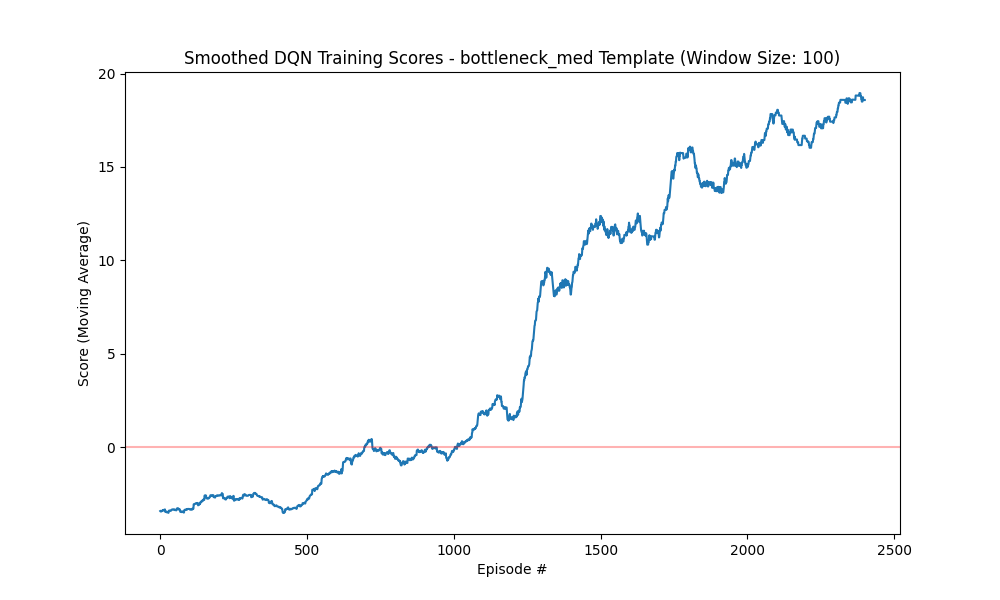 Smoothed DQN Training Scores - bottleneck_med Template (Window Size: 100)
20
15
10
5
0
Score (Moving Average)
0 500 1000 1500 2000 2500
Episode #